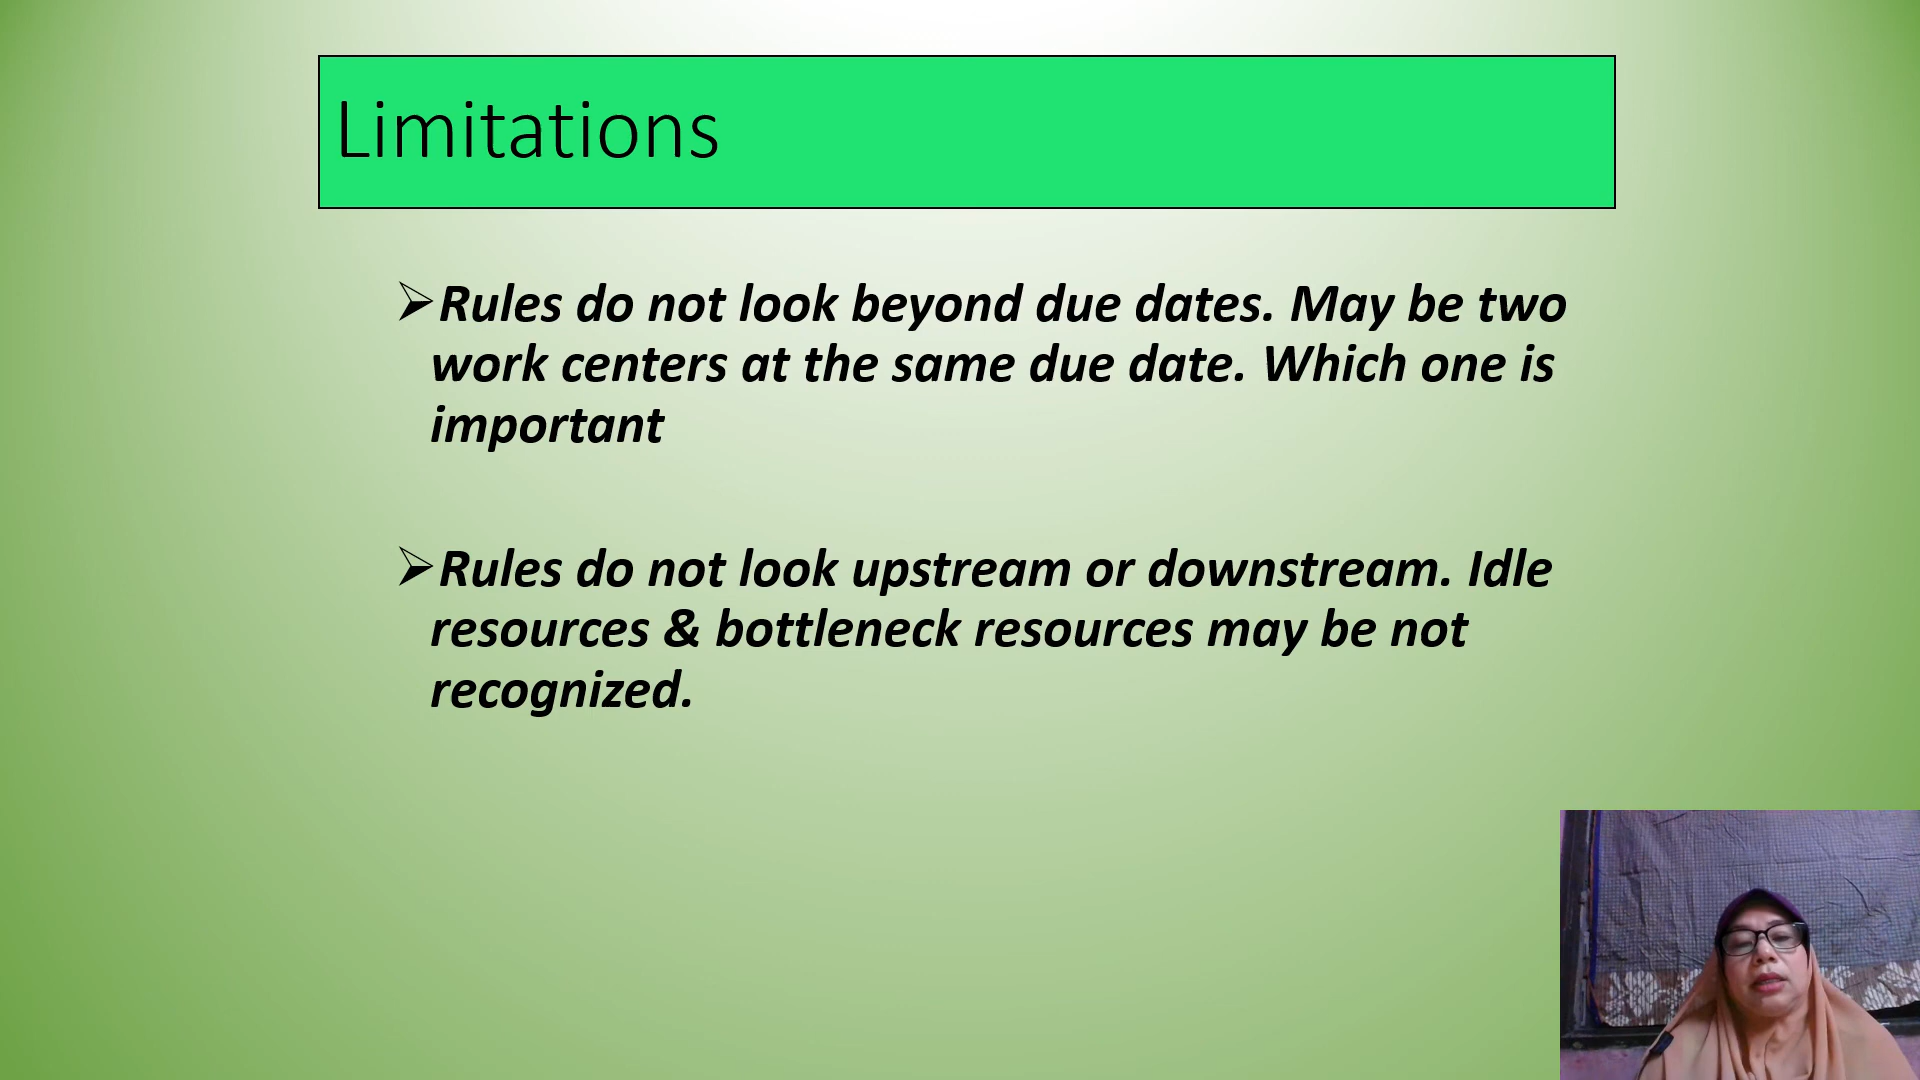 Limitations
Rules do not look beyond due dates. May be two
work centers at the same due date. Which one is
important
Rules do not look upstream or downstream. Idle
resources & bottleneck resources may be not
recognized.